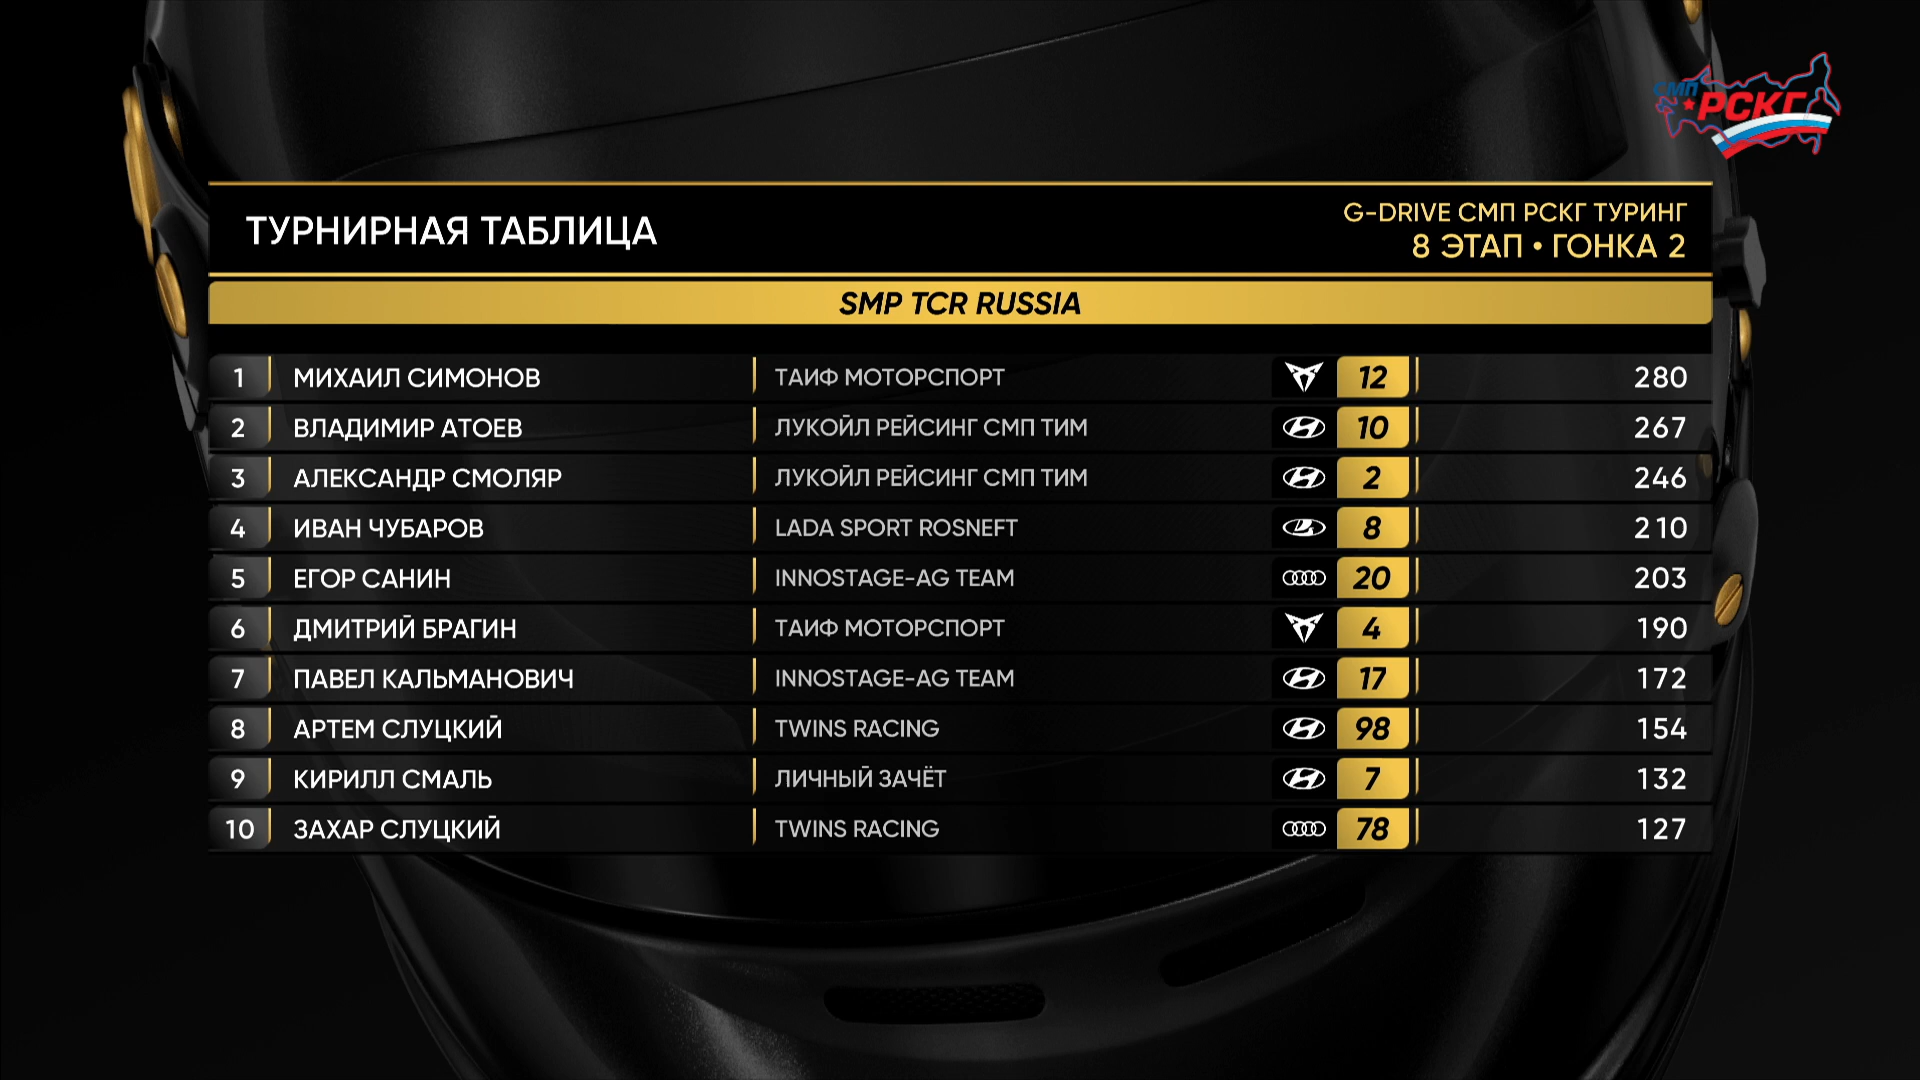 СМП
РСКГ
ТУРНИРНАЯ ТАБЛИЦА
G-DRIVE СМП РСКГ ТУРИНГ
8 ЭТАП • ГОНКА 2
SMP TCR RUSSIA
1 МИХАИЛ СИМОНОВ ТАИФ МОТОРСПОРТ 12 280
2 ВЛАДИМИР АТОЕВ ЛУКОЙЛ РЕЙСИНГ СМП ТИМ 10 267
3 АЛЕКСАНДР СМОЛЯР ЛУКОЙЛ РЕЙСИНГ СМП ТИМ 2 246
4 ИВАН ЧУБАРОВ LADA SPORT ROSNEFT 8 210
5 ЕГОР САНИН INNOSTAGE-AG TEAM 20 203
6 ДМИТРИЙ БРАГИН ТАИФ МОТОРСПОРТ 4 190
7 ПАВЕЛ КАЛЬМАНОВИЧ INNOSTAGE-AG TEAM 17 172
8 АРТЕМ СЛУЦКИЙ TWINS RACING 98 154
9 КИРИЛЛ СМАЛЬ ЛИЧНЫЙ ЗАЧЁТ 7 132
10 ЗАХАР СЛУЦКИЙ TWINS RACING 78 127